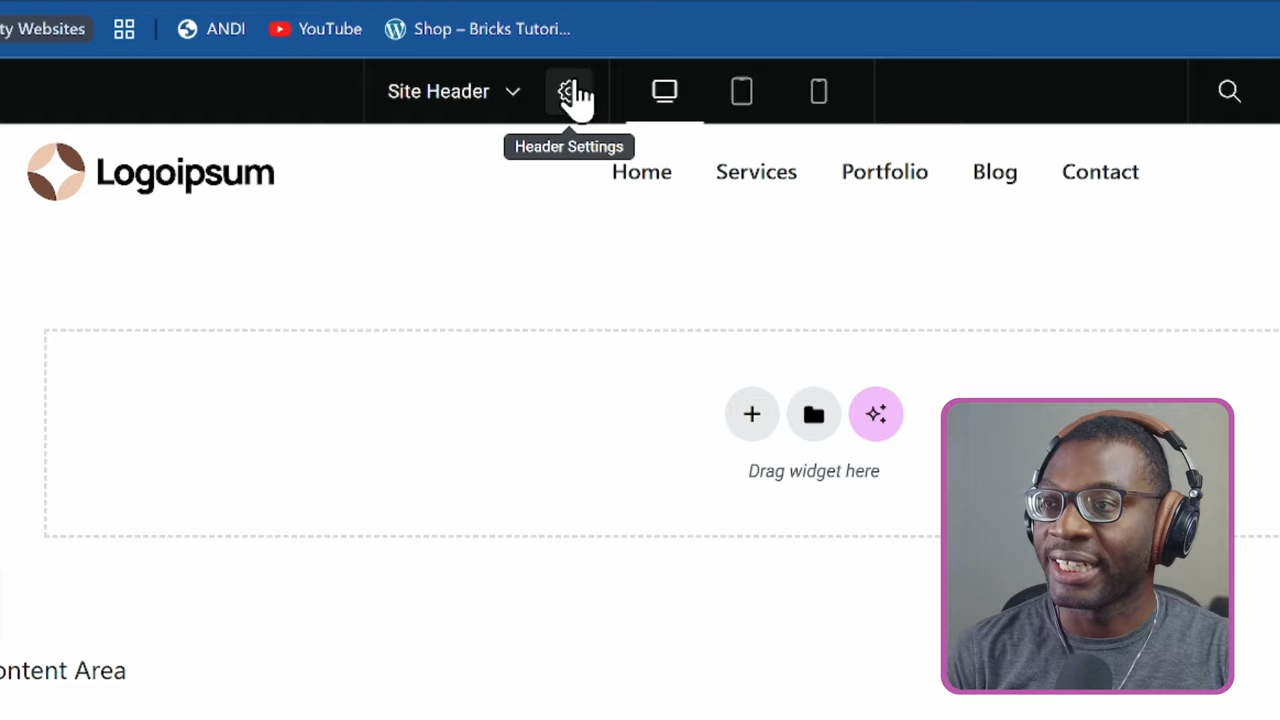 ty Websites ANDI YouTube Shop – Bricks Tutori...
Site Header
Header Settings
Logoipsum Home Services Portfolio Blog Contact
Drag widget here
ontent Area